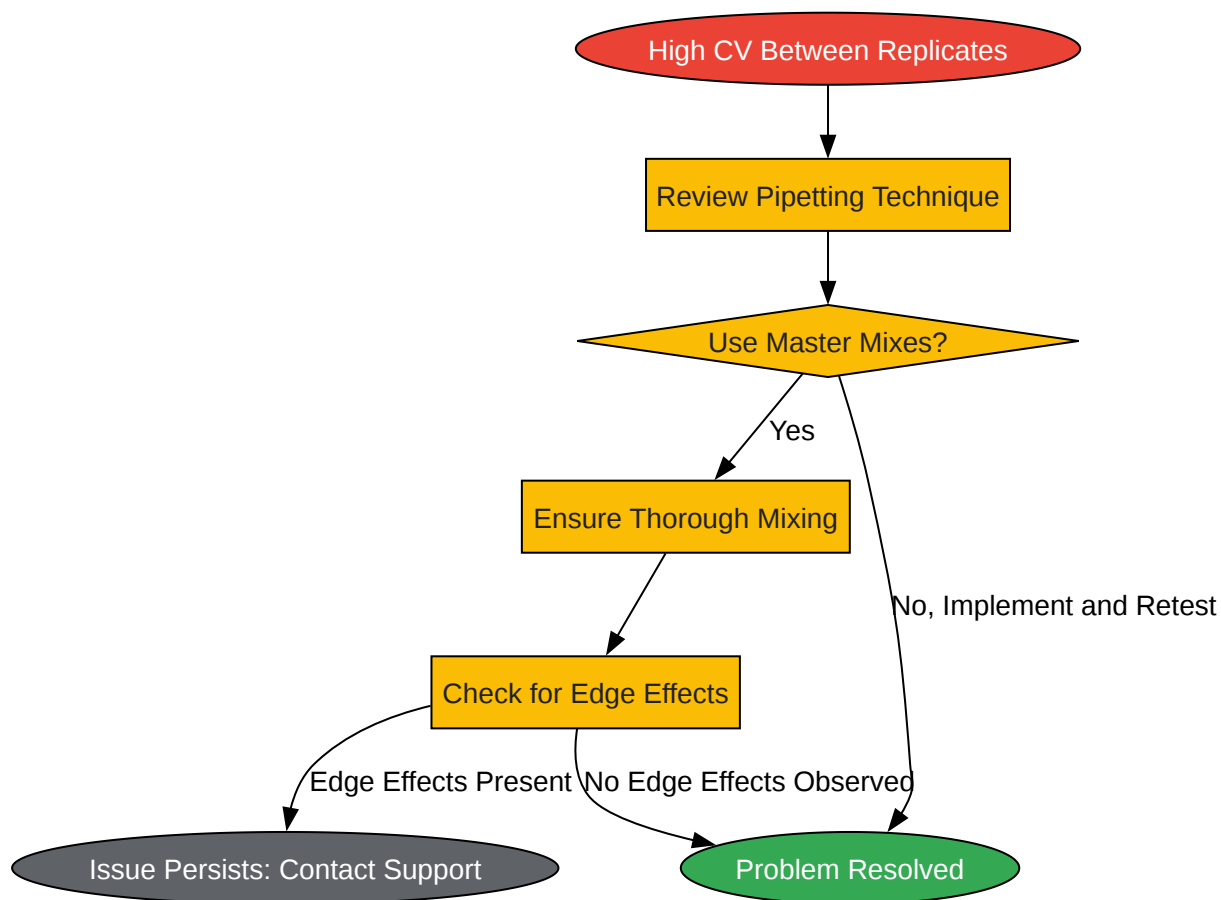 High CV Between Replicates
Review Pipetting Technique
Use Master Mixes?
Yes
Ensure Thorough Mixing
No, Implement and Retest
Check for Edge Effects
Edge Effects Present
No Edge Effects Observed
Issue Persists: Contact Support
Problem Resolved